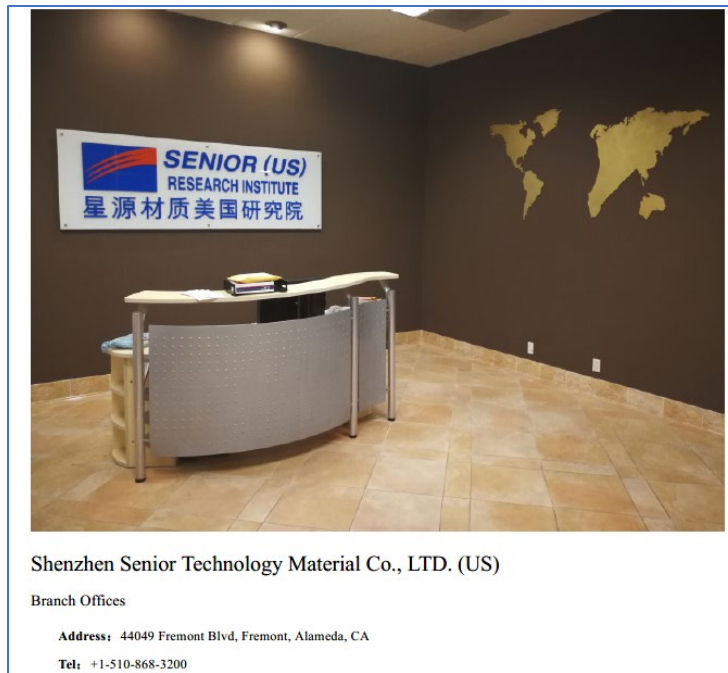 SENIOR (US)
RESEARCH INSTITUTE
星源材质美国研究院
Shenzhen Senior Technology Material Co., LTD. (US)
Branch Offices
Address： 44049 Fremont Blvd, Fremont, Alameda, CA
Tel： +1-510-868-3200